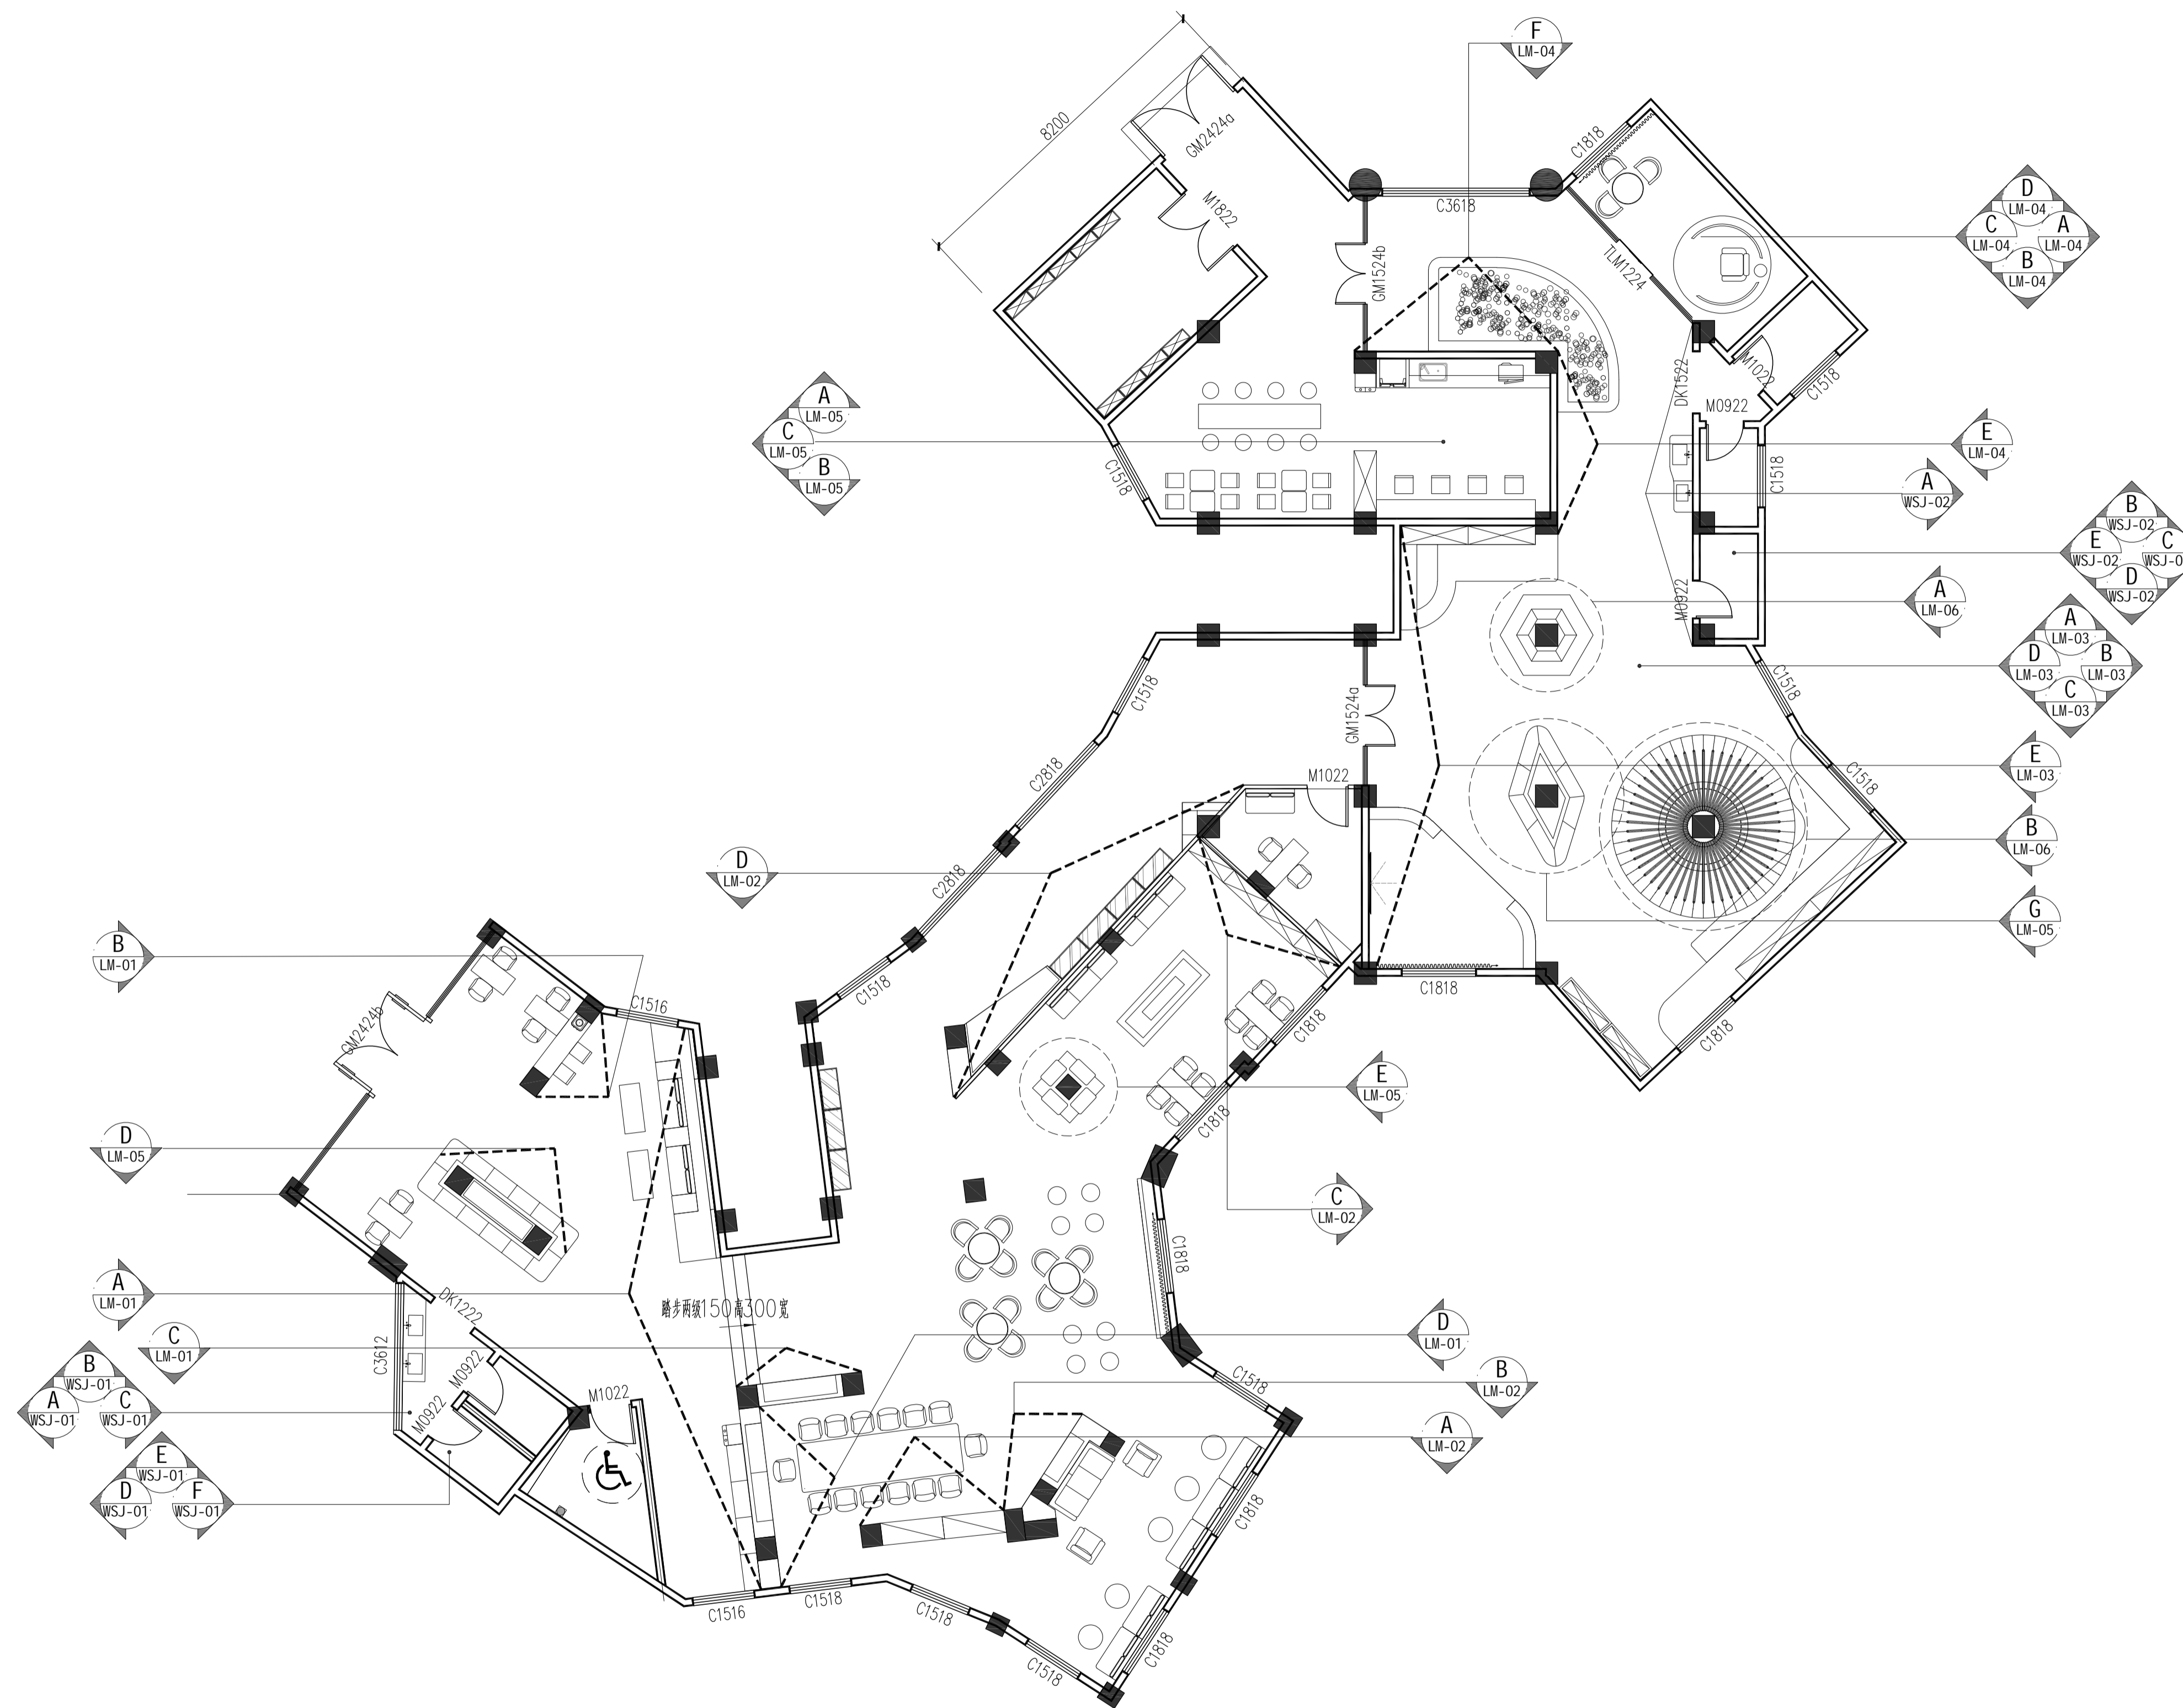 F
LM-04
8200
GM2424a
C1818
M1822
C3618
D
LM-04
C
LM-04
A
LM-04
B
LM-04
GM1524b
TLM1224
DK1522
M1022
C1518
A
LM-05
C
LM-05
B
LM-05
M0922
E
LM-04
C1518
C1518
A
WSJ-02
B
WSJ-02
E
WSJ-02
C
D
WSJ-02
M0922
A
LM-06
A
LM-03
D
LM-03
B
LM-03
C
LM-03
C1518
C1518
GM1524a
C2818
M1022
E
LM-03
C1518
B
LM-06
D
LM-02
C2818
G
LM-05
B
LM-01
C1518
C1818
C1516
GM2424b
C1818
C1818
E
LM-05
C1818
D
LM-05
C
LM-02
C1818
A
LM-01
DK1222
踏步两级150高300宽
C
LM-01
C3612
D
LM-01
B
WSJ-01
A
WSJ-01
C
WSJ-01
M0922
M0922
M1022
C1518
B
LM-02
A
LM-02
E
WSJ-01
D
WSJ-01
F
WSJ-01
C1818
C1516
C1518
C1518
C1518
C1818